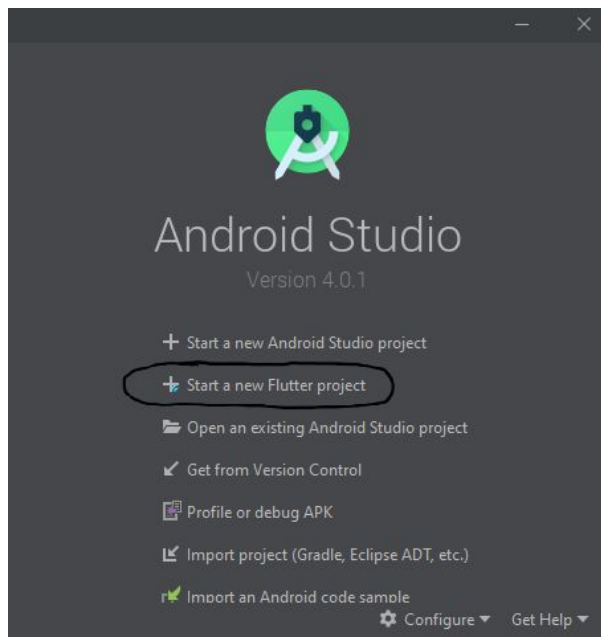 Android Studio
Version 4.0.1
Start a new Android Studio project
Start a new Flutter project
Open an existing Android Studio project
Get from Version Control
Profile or debug APK
Import project (Gradle, Eclipse ADT, etc.)
Import an Android code sample
Configure Get Help